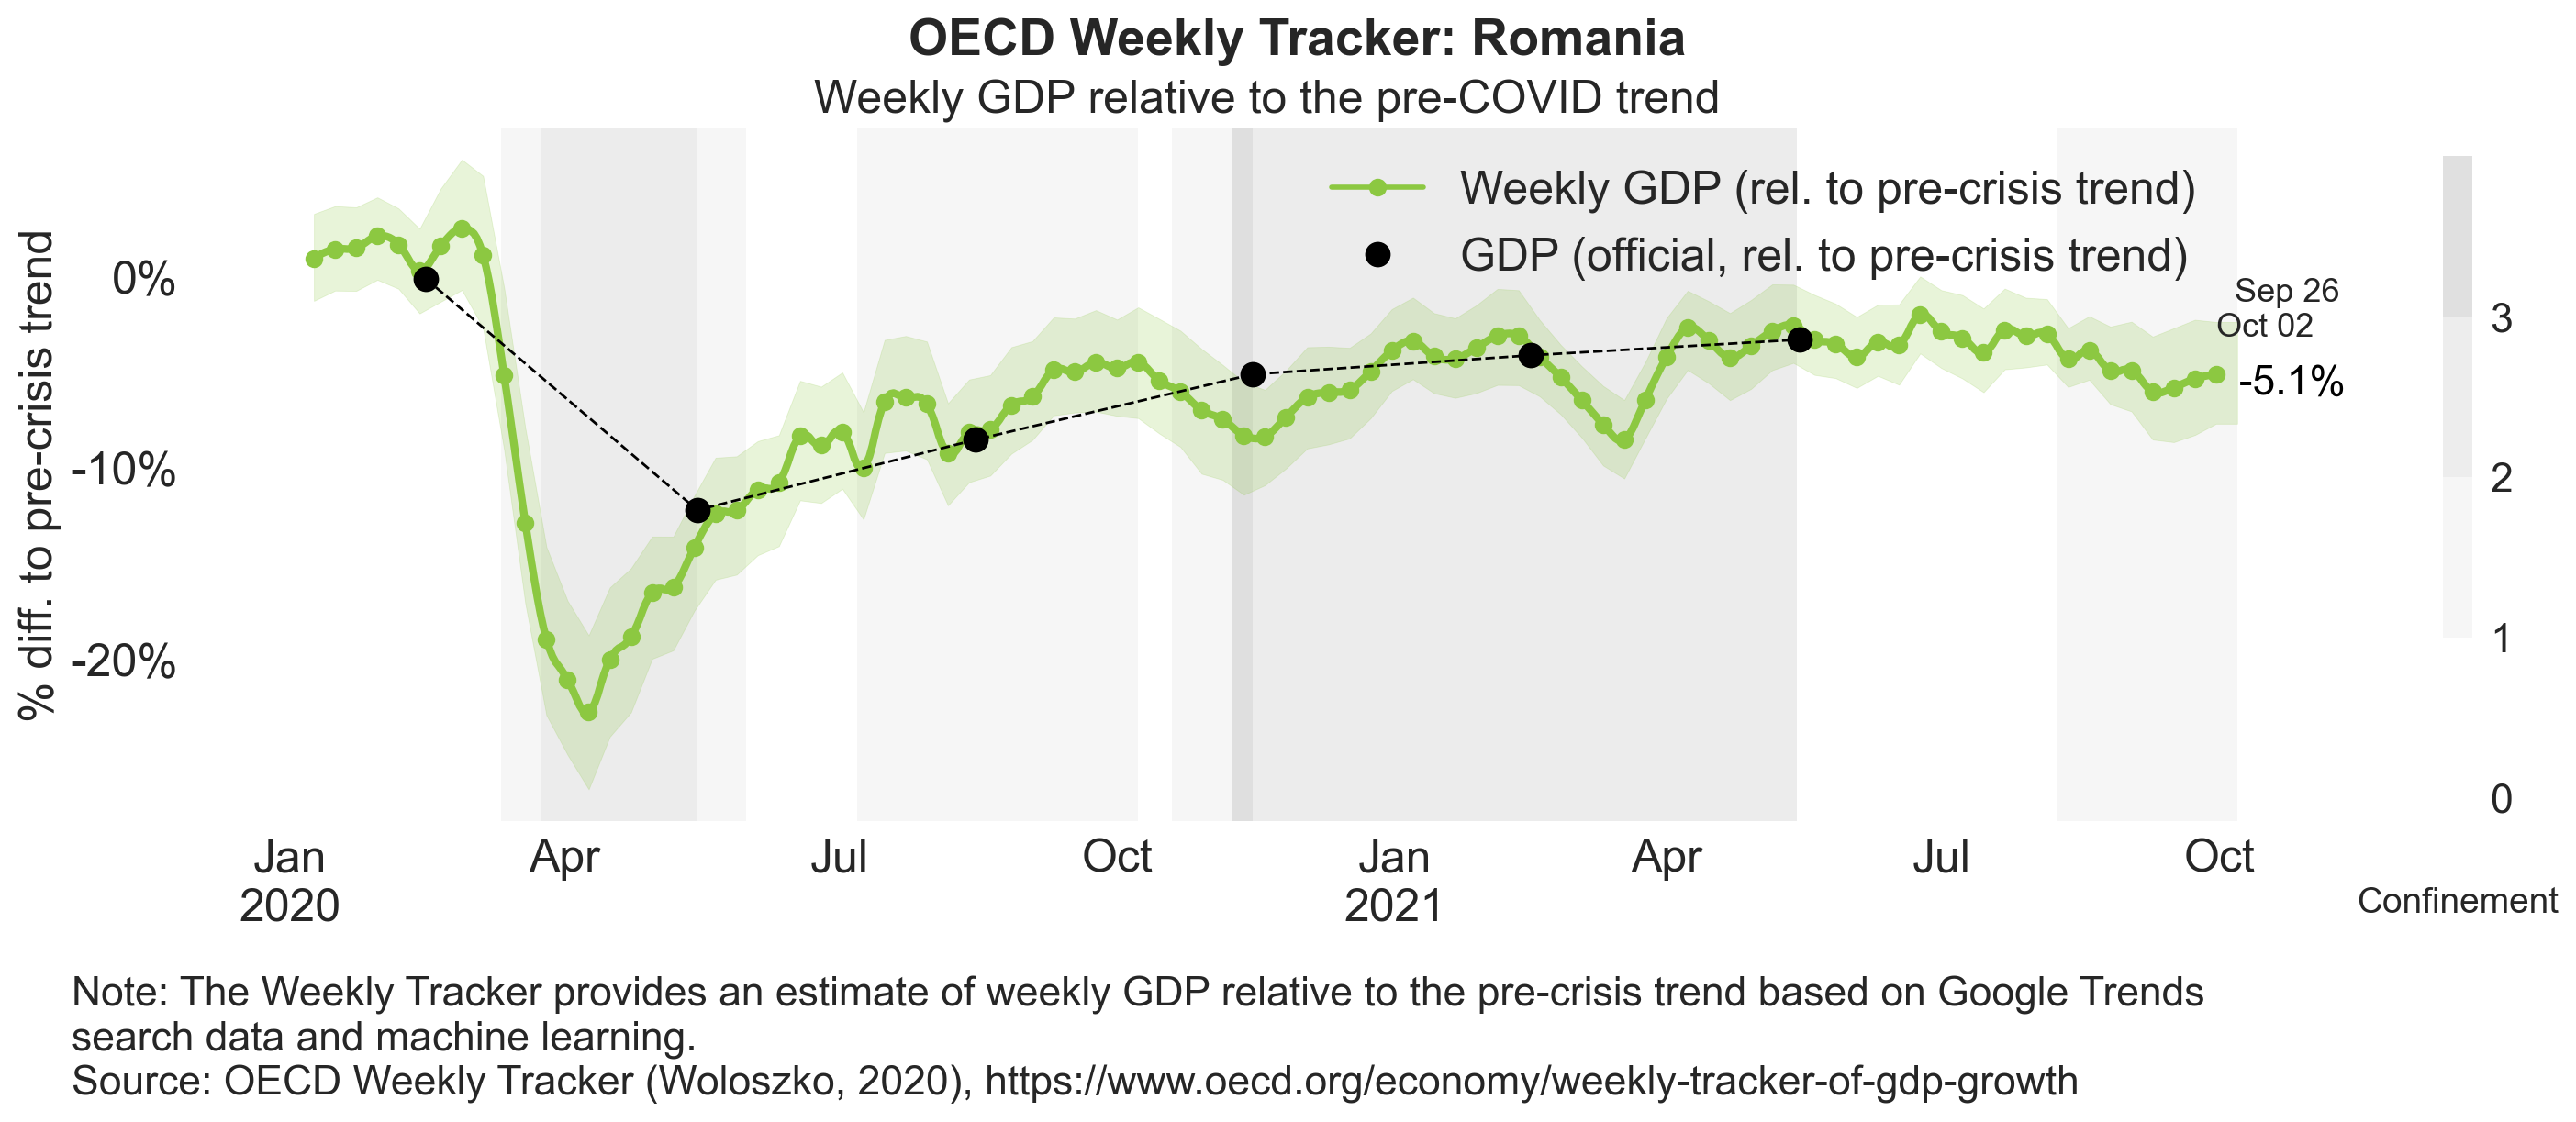 OECD Weekly Tracker: Romania
Weekly GDP relative to the pre-COVID trend
% diff. to pre-crisis trend
0%
-10%
-20%
Weekly GDP (rel. to pre-crisis trend)
GDP (official, rel. to pre-crisis trend)
Sep 26
Oct 02
-5.1%
3
2
1
0
Confinement
Jan Apr Jul Oct Jan Apr Jul Oct
2020 2021
Note: The Weekly Tracker provides an estimate of weekly GDP relative to the pre-crisis trend based on Google Trends
search data and machine learning.
Source: OECD Weekly Tracker (Woloszko, 2020), https://www.oecd.org/economy/weekly-tracker-of-gdp-growth